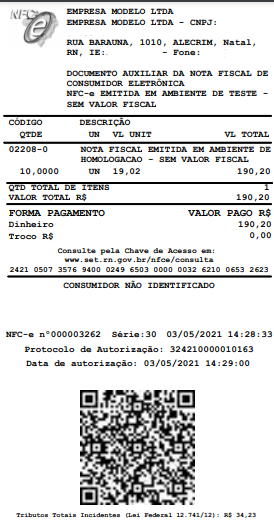 NFC-e
EMPRESA MODELO LTDA
EMPRESA MODELO LTDA - CNPJ:
RUA BARAUNA, 1010, ALECRIM, Natal,
RN, IE: - Fone:
DOCUMENTO AUXILIAR DA NOTA FISCAL DE
CONSUMIDOR ELETRÔNICA
NFC-e EMITIDA EM AMBIENTE DE TESTE -
SEM VALOR FISCAL
CÓDIGO DESCRIÇÃO
QTDE UN VL UNIT VL TOTAL
02208-0 NOTA FISCAL EMITIDA EM AMBIENTE DE
HOMOLOGACAO - SEM VALOR FISCAL
10,0000 UN 19,02 190,20
QTD TOTAL DE ITENS 1
VALOR TOTAL R$ 190,20
FORMA PAGAMENTO VALOR PAGO R$
Dinheiro 190,20
Troco R$ 0,00
Consulte pela Chave de Acesso em:
www.set.rn.gov.br/nfce/consulta
2421 0507 3576 9400 0249 6503 0000 0032 6210 0653 2623
CONSUMIDOR NÃO IDENTIFICADO
NFC-e nº000003262 Série:30 03/05/2021 14:28:33
Protocolo de Autorização: 324210000010163
Data de autorização: 03/05/2021 14:29:00
Tributos Totais Incidentes (Lei Federal 12.741/12): R$ 34,23